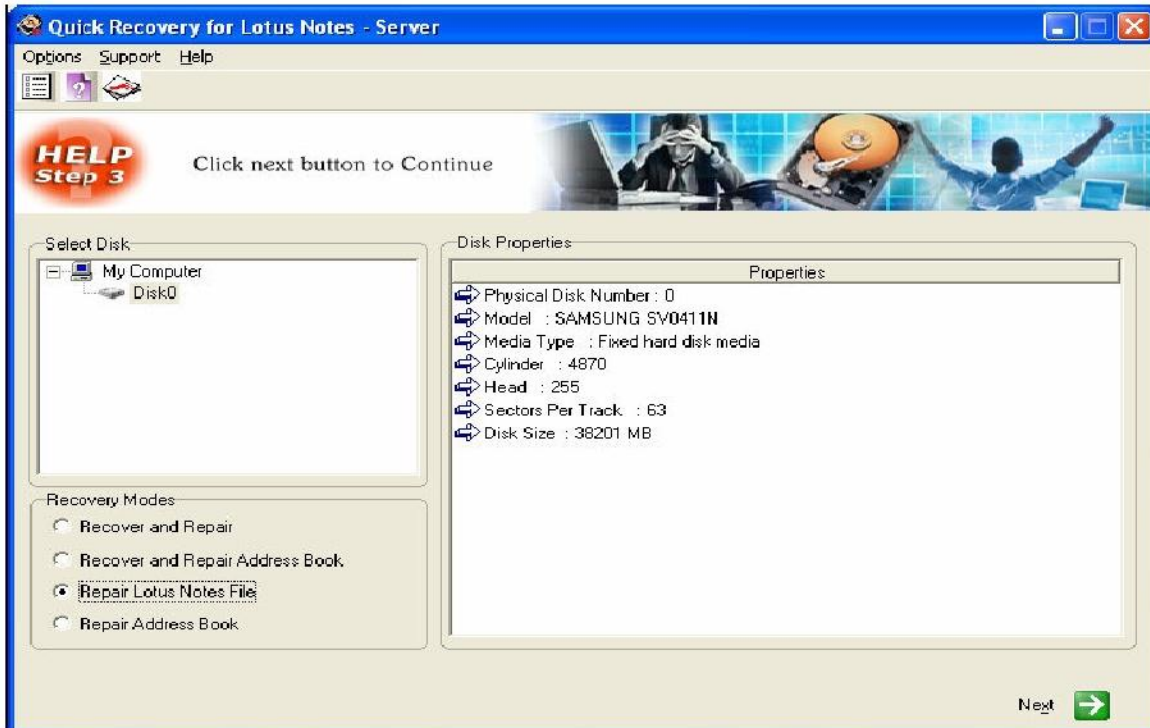 Quick Recovery for Lotus Notes - Server
Options Support Help
HELP
Step 3
Click next button to Continue
Select Disk
My Computer
Disk0
Recovery Modes
Recover and Repair
Recover and Repair Address Book
Repair Lotus Notes File
Repair Address Book
Disk Properties
Properties
Physical Disk Number : 0
Model : SAMSUNG SV0411N
Media Type : Fixed hard disk media
Cylinder : 4870
Head : 255
Sectors Per Track : 63
Disk Size : 38201 MB
Next